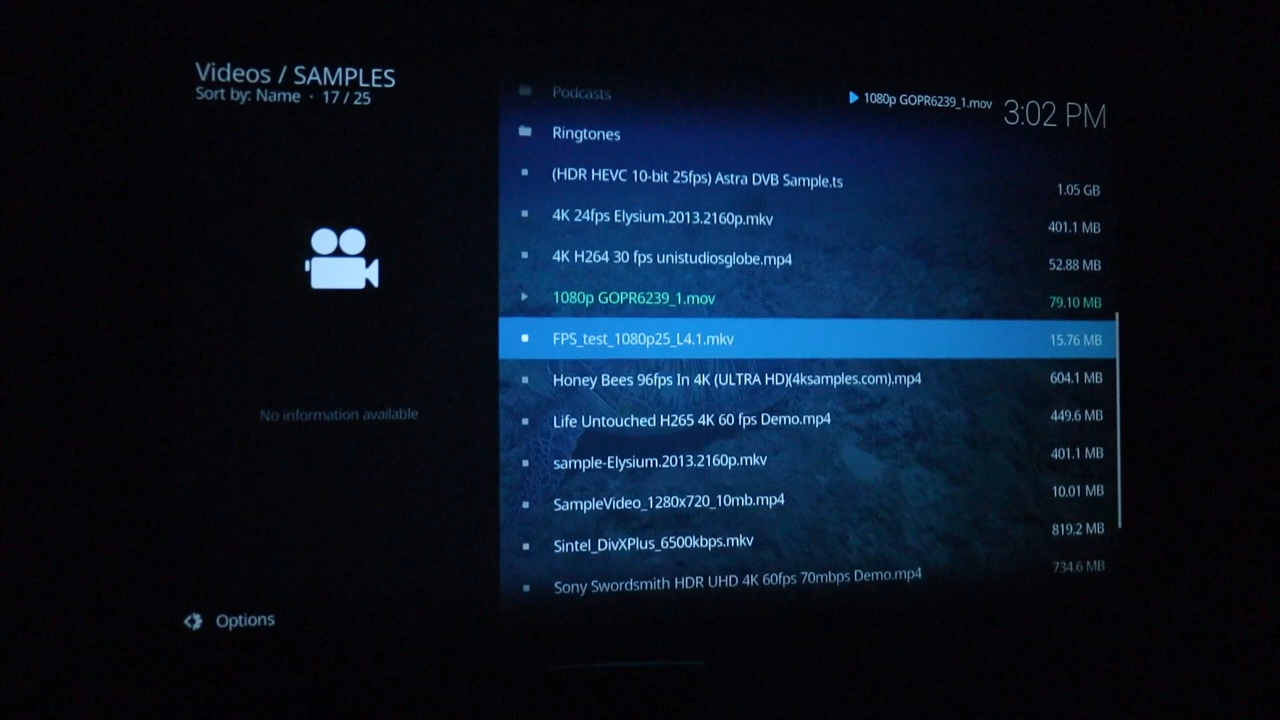 Videos / SAMPLES
Sort by: Name · 17 / 25
1080p GOPR6239_1.mov
3:02 PM
Podcasts
Ringtones
(HDR HEVC 10-bit 25fps) Astra DVB Sample.ts 1.05 GB
4K 24fps Elysium.2013.2160p.mkv 401.1 MB
4K H264 30 fps unistudiosglobe.mp4 52.88 MB
1080p GOPR6239_1.mov 79.10 MB
FPS_test_1080p25_L4.1.mkv 15.76 MB
Honey Bees 96fps In 4K (ULTRA HD)(4ksamples.com).mp4 604.1 MB
Life Untouched H265 4K 60 fps Demo.mp4 449.6 MB
sample-Elysium.2013.2160p.mkv 401.1 MB
SampleVideo_1280x720_10mb.mp4 10.01 MB
Sintel_DivXPlus_6500kbps.mkv 819.2 MB
Sony Swordsmith HDR UHD 4K 60fps 70mbps Demo.mp4 734.6 MB
No information available
Options